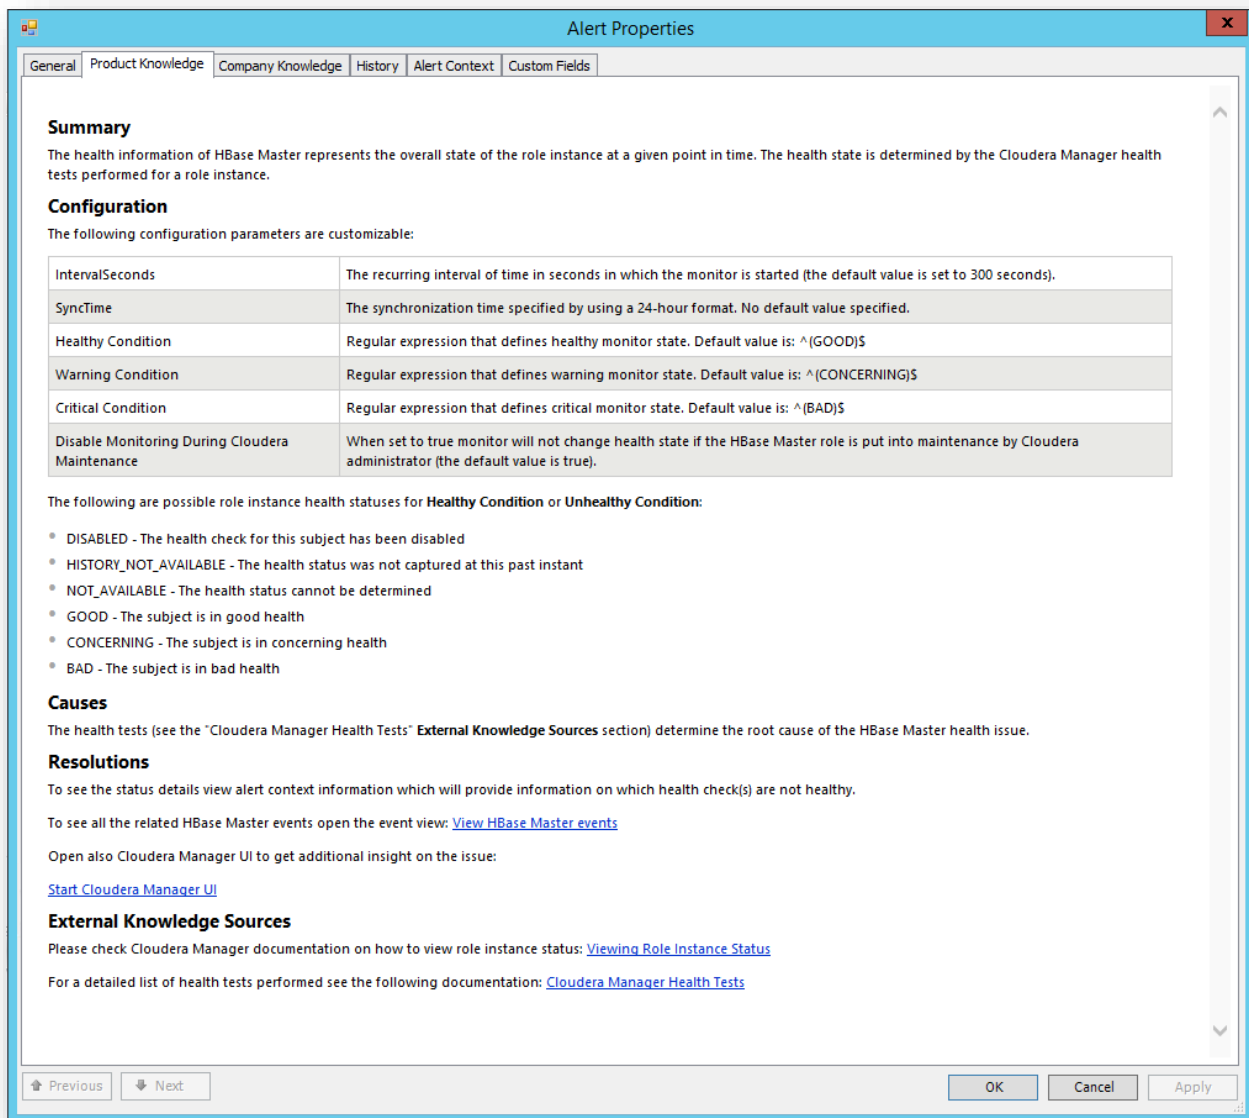 Alert Properties
x
General
Product Knowledge
Company Knowledge
History
Alert Context
Custom Fields
Summary
The health information of HBase Master represents the overall state of the role instance at a given point in time. The health state is determined by the Cloudera Manager health
tests performed for a role instance.
Configuration
The following configuration parameters are customizable:
IntervalSeconds
The recurring interval of time in seconds in which the monitor is started (the default value is set to 300 seconds).
SyncTime
The synchronization time specified by using a 24-hour format. No default value specified.
Healthy Condition
Regular expression that defines healthy monitor state. Default value is: ^(GOOD)$
Warning Condition
Regular expression that defines warning monitor state. Default value is: ^(CONCERNING)$
Critical Condition
Regular expression that defines critical monitor state. Default value is: ^(BAD)$
Disable Monitoring During Cloudera
Maintenance
When set to true monitor will not change health state if the HBase Master role is put into maintenance by Cloudera
administrator (the default value is true).
The following are possible role instance health statuses for Healthy Condition or Unhealthy Condition:
• DISABLED - The health check for this subject has been disabled
• HISTORY_NOT_AVAILABLE - The health status was not captured at this past instant
• NOT_AVAILABLE - The health status cannot be determined
• GOOD - The subject is in good health
• CONCERNING - The subject is in concerning health
• BAD - The subject is in bad health
Causes
The health tests (see the "Cloudera Manager Health Tests" External Knowledge Sources section) determine the root cause of the HBase Master health issue.
Resolutions
To see the status details view alert context information which will provide information on which health check(s) are not healthy.
To see all the related HBase Master events open the event view: View HBase Master events
Open also Cloudera Manager UI to get additional insight on the issue:
Start Cloudera Manager UI
External Knowledge Sources
Please check Cloudera Manager documentation on how to view role instance status: Viewing Role Instance Status
For a detailed list of health tests performed see the following documentation: Cloudera Manager Health Tests
Previous
Next
OK
Cancel
Apply